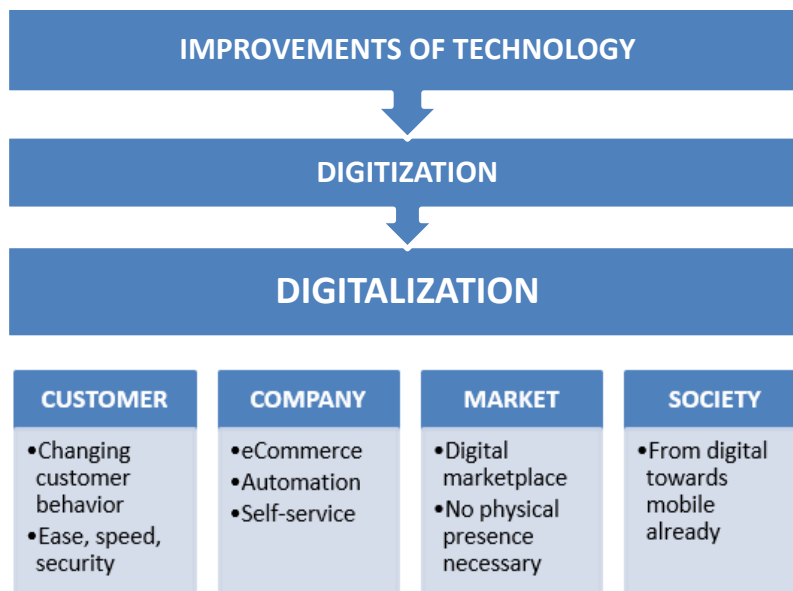 IMPROVEMENTS OF TECHNOLOGY
DIGITIZATION
DIGITALIZATION
CUSTOMER
•Changing
customer
behavior
•Ease, speed,
security
COMPANY
•eCommerce
•Automation
•Self-service
MARKET
•Digital
marketplace
•No physical
presence
necessary
SOCIETY
•From digital
towards
mobile
already